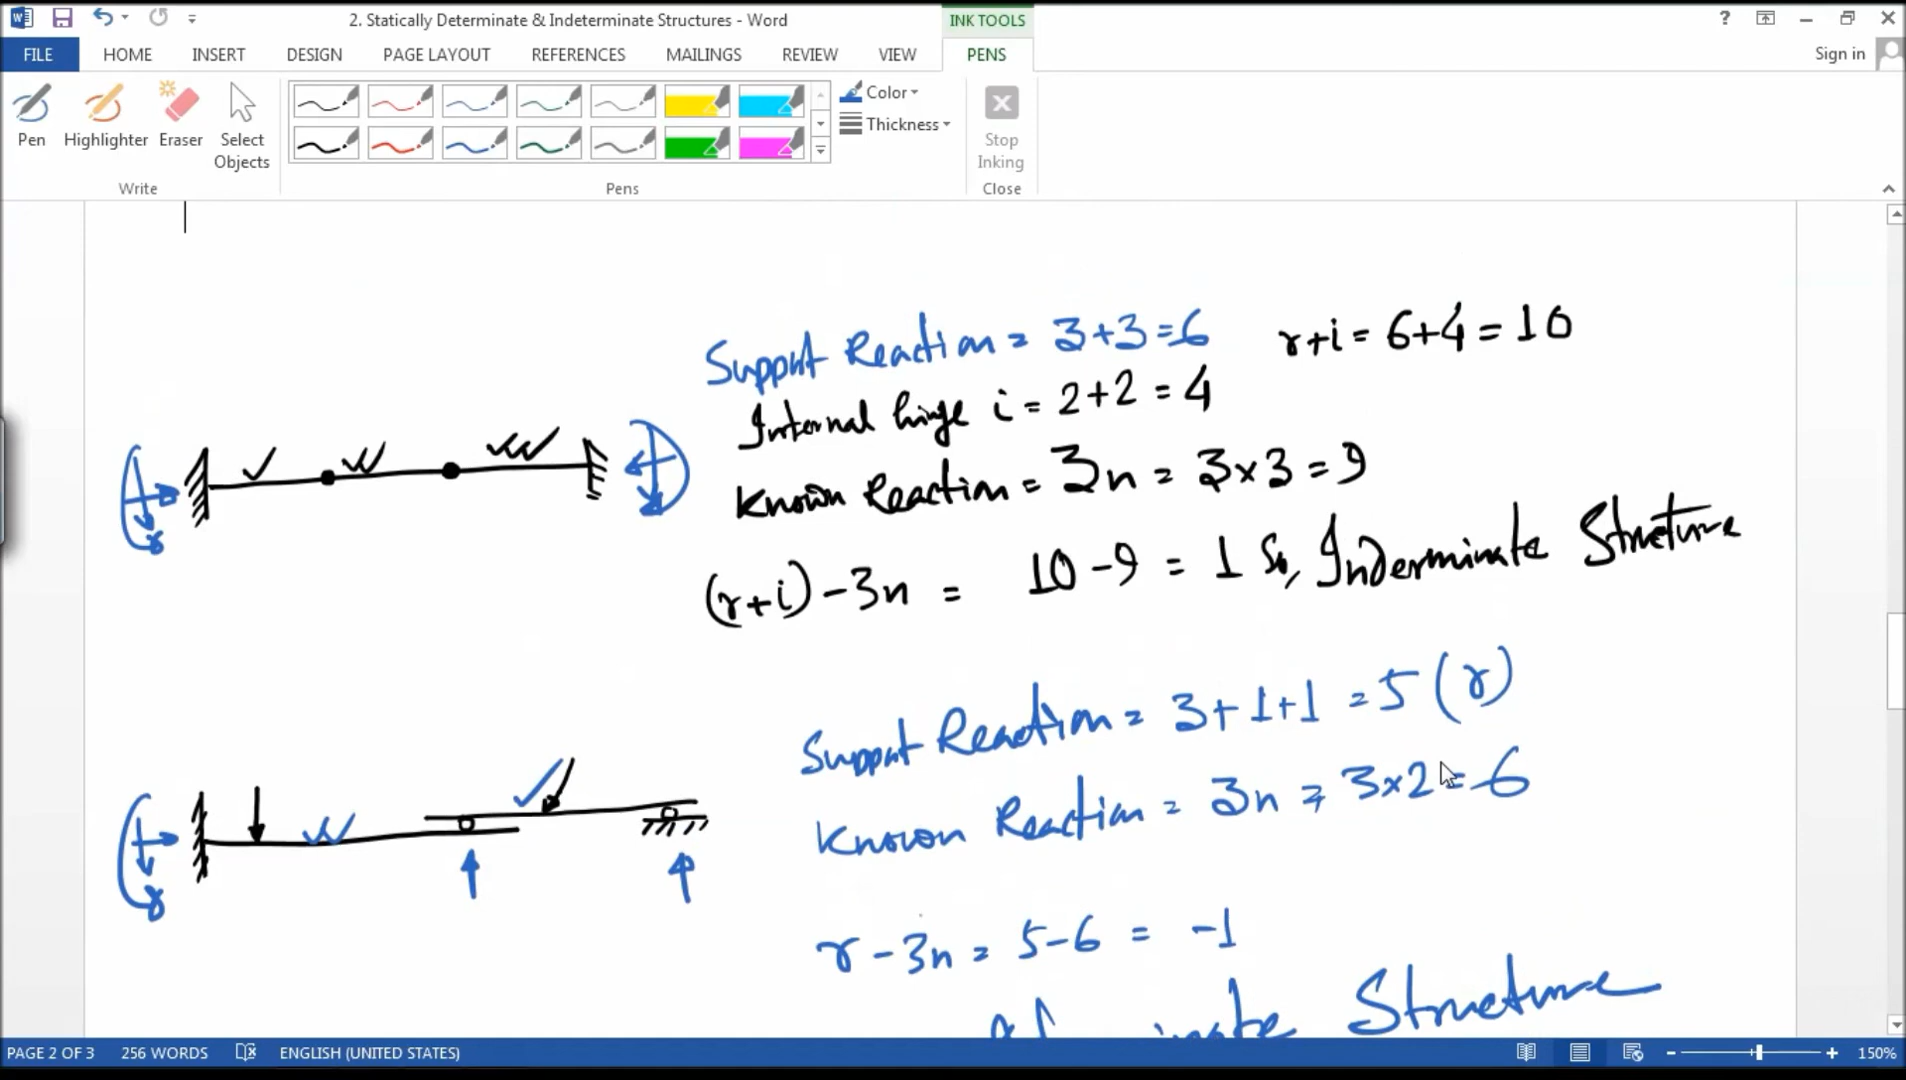 2. Statically Determinate & Indeterminate Structures - Word
INK TOOLS
?
FILE HOME INSERT DESIGN PAGE LAYOUT REFERENCES MAILINGS REVIEW VIEW PENS
Sign in
Pen Highlighter Eraser Select Objects
Color
Thickness
Stop Inking
Write Pens Close
Support Reaction = 3+3=6 r+i = 6+4 = 10
Internal hinge i = 2+2 = 4
Known Reaction = 3n = 3×3 = 9
(r+i) - 3n = 10 - 9 = 1 So, Inderminate Structure
Support Reaction = 3+1+1 = 5 (r)
Known Reaction = 3n = 3×2 = 6
r - 3n = 5-6 = -1
Structure
PAGE 2 OF 3 256 WORDS ENGLISH (UNITED STATES) 150%